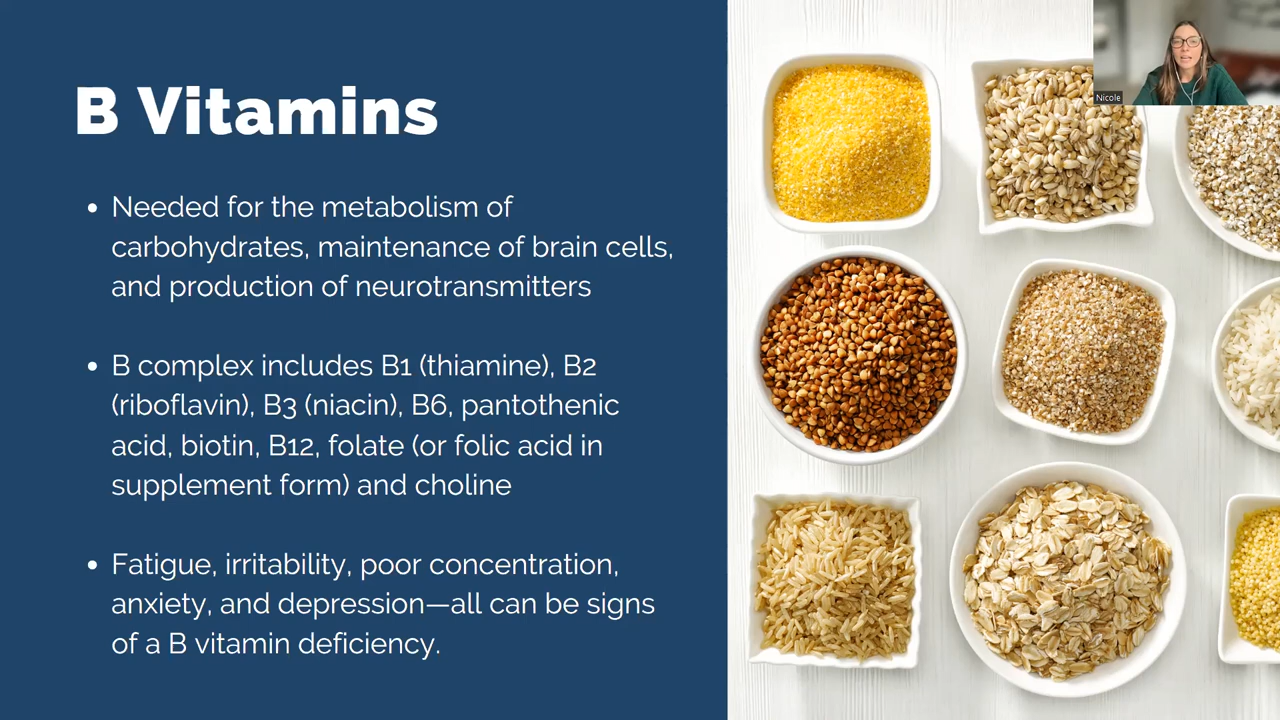 B Vitamins
• Needed for the metabolism of
carbohydrates, maintenance of brain cells,
and production of neurotransmitters
• B complex includes B1 (thiamine), B2
(riboflavin), B3 (niacin), B6, pantothenic
acid, biotin, B12, folate (or folic acid in
supplement form) and choline
• Fatigue, irritability, poor concentration,
anxiety, and depression—all can be signs
of a B vitamin deficiency.
Nicole